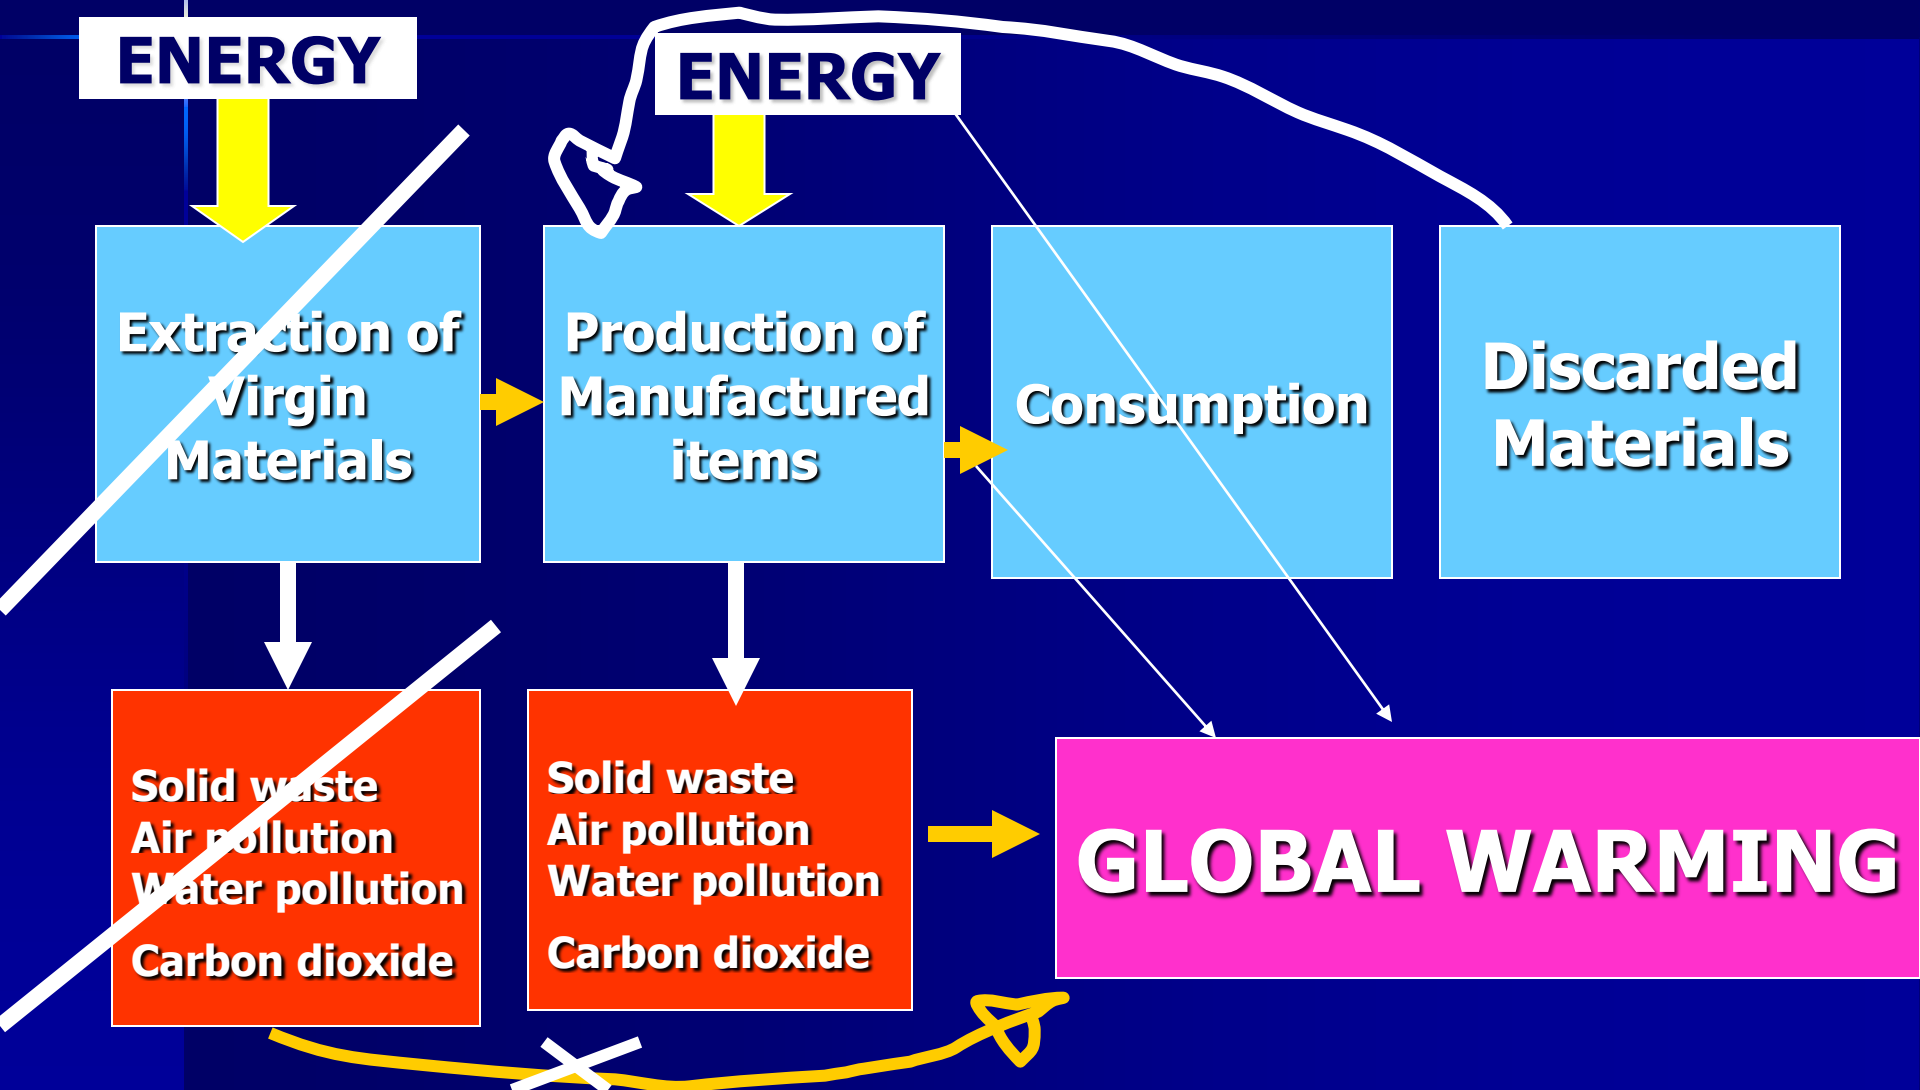 ENERGY
ENERGY
Extraction of
Virgin
Materials
Production of
Manufactured
items
Consumption
Discarded
Materials
Solid waste
Air pollution
Water pollution
Carbon dioxide
Solid waste
Air pollution
Water pollution
Carbon dioxide
GLOBAL WARMING